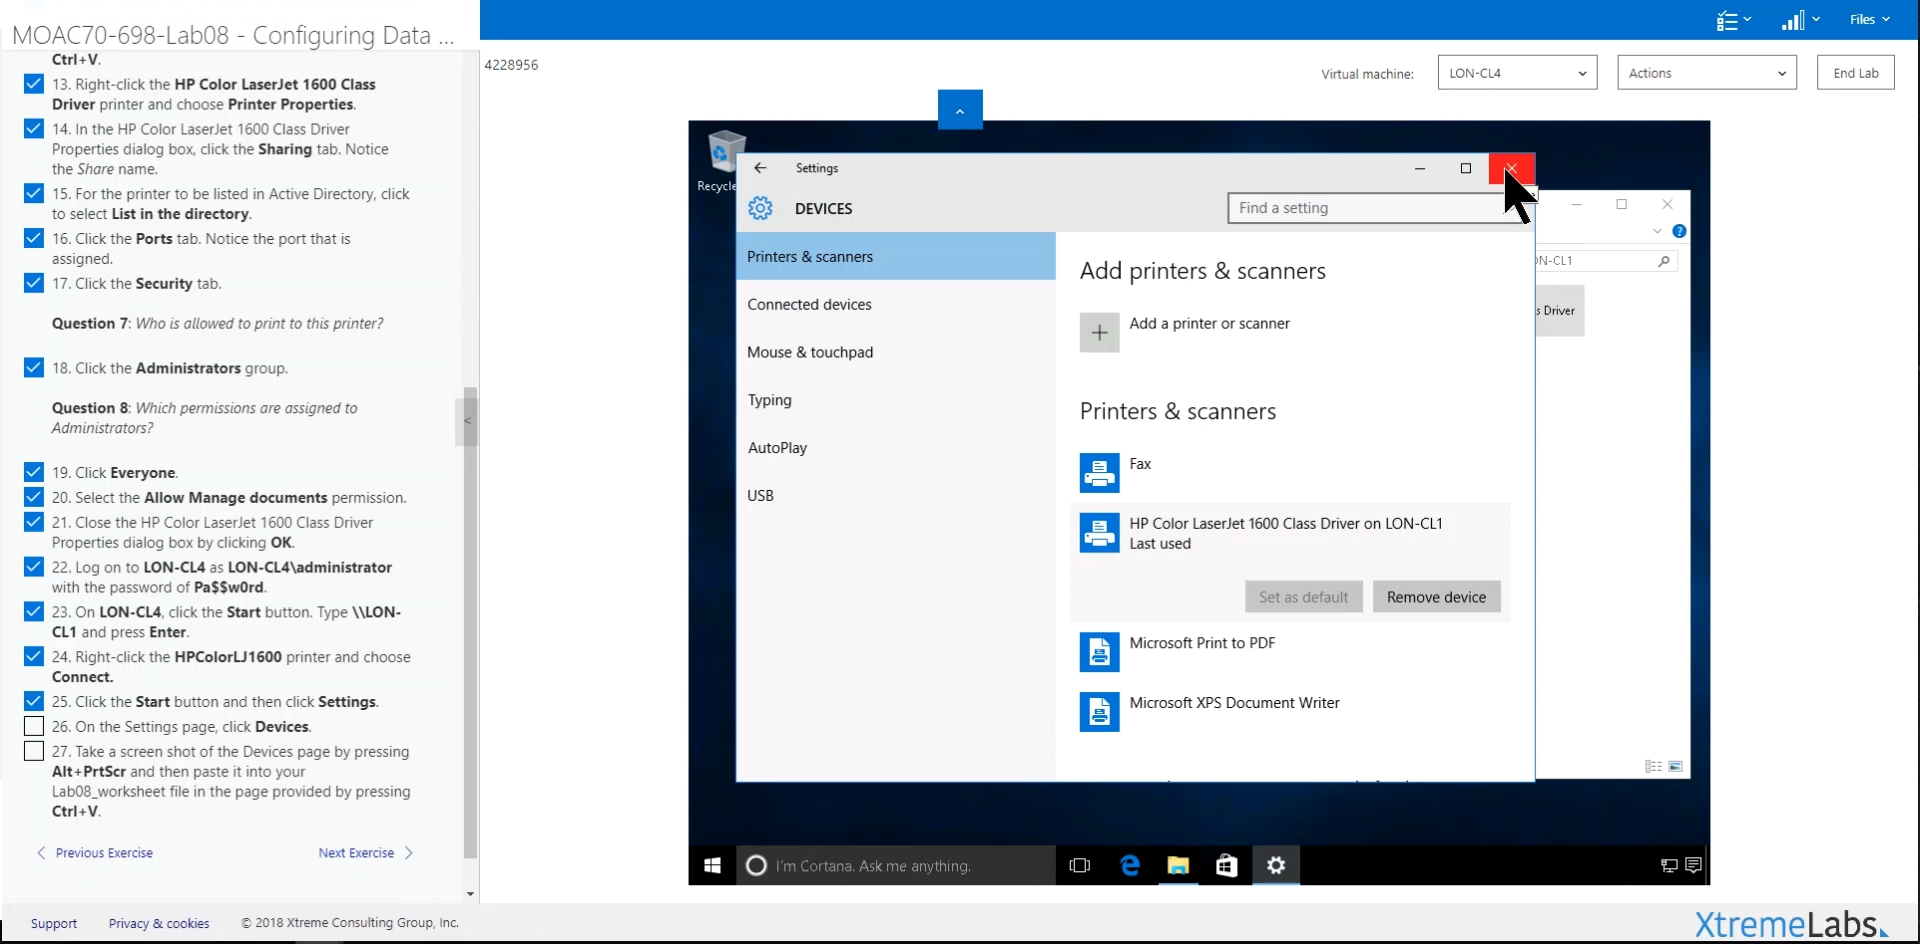 MOAC70-698-Lab08 - Configuring Data ...
Files
Ctrl+V.
13. Right-click the HP Color LaserJet 1600 Class
Driver printer and choose Printer Properties.
14. In the HP Color LaserJet 1600 Class Driver
Properties dialog box, click the Sharing tab. Notice
the Share name.
15. For the printer to be listed in Active Directory, click
to select List in the directory.
16. Click the Ports tab. Notice the port that is
assigned.
17. Click the Security tab.
Question 7: Who is allowed to print to this printer?
18. Click the Administrators group.
Question 8: Which permissions are assigned to
Administrators?
19. Click Everyone.
20. Select the Allow Manage documents permission.
21. Close the HP Color LaserJet 1600 Class Driver
Properties dialog box by clicking OK.
22. Log on to LON-CL4 as LON-CL4\administrator
with the password of Pa$$w0rd.
23. On LON-CL4, click the Start button. Type \\LON-
CL1 and press Enter.
24. Right-click the HPColorLJ1600 printer and choose
Connect.
25. Click the Start button and then click Settings.
26. On the Settings page, click Devices.
27. Take a screen shot of the Devices page by pressing
Alt+PrtScr and then paste it into your
Lab08_worksheet file in the page provided by pressing
Ctrl+V.
< Previous Exercise
Next Exercise >
<
4228956
Virtual machine:
LON-CL4
Actions
End Lab
Recycle
Settings
DEVICES
Find a setting
Printers & scanners
Connected devices
Mouse & touchpad
Typing
AutoPlay
USB
Add printers & scanners
+ Add a printer or scanner
Printers & scanners
Fax
HP Color LaserJet 1600 Class Driver on LON-CL1
Last used
Set as default
Remove device
Microsoft Print to PDF
Microsoft XPS Document Writer
?
ON-CL1
s Driver
I'm Cortana. Ask me anything.
Support
Privacy & cookies
© 2018 Xtreme Consulting Group, Inc.
XtremeLabs.